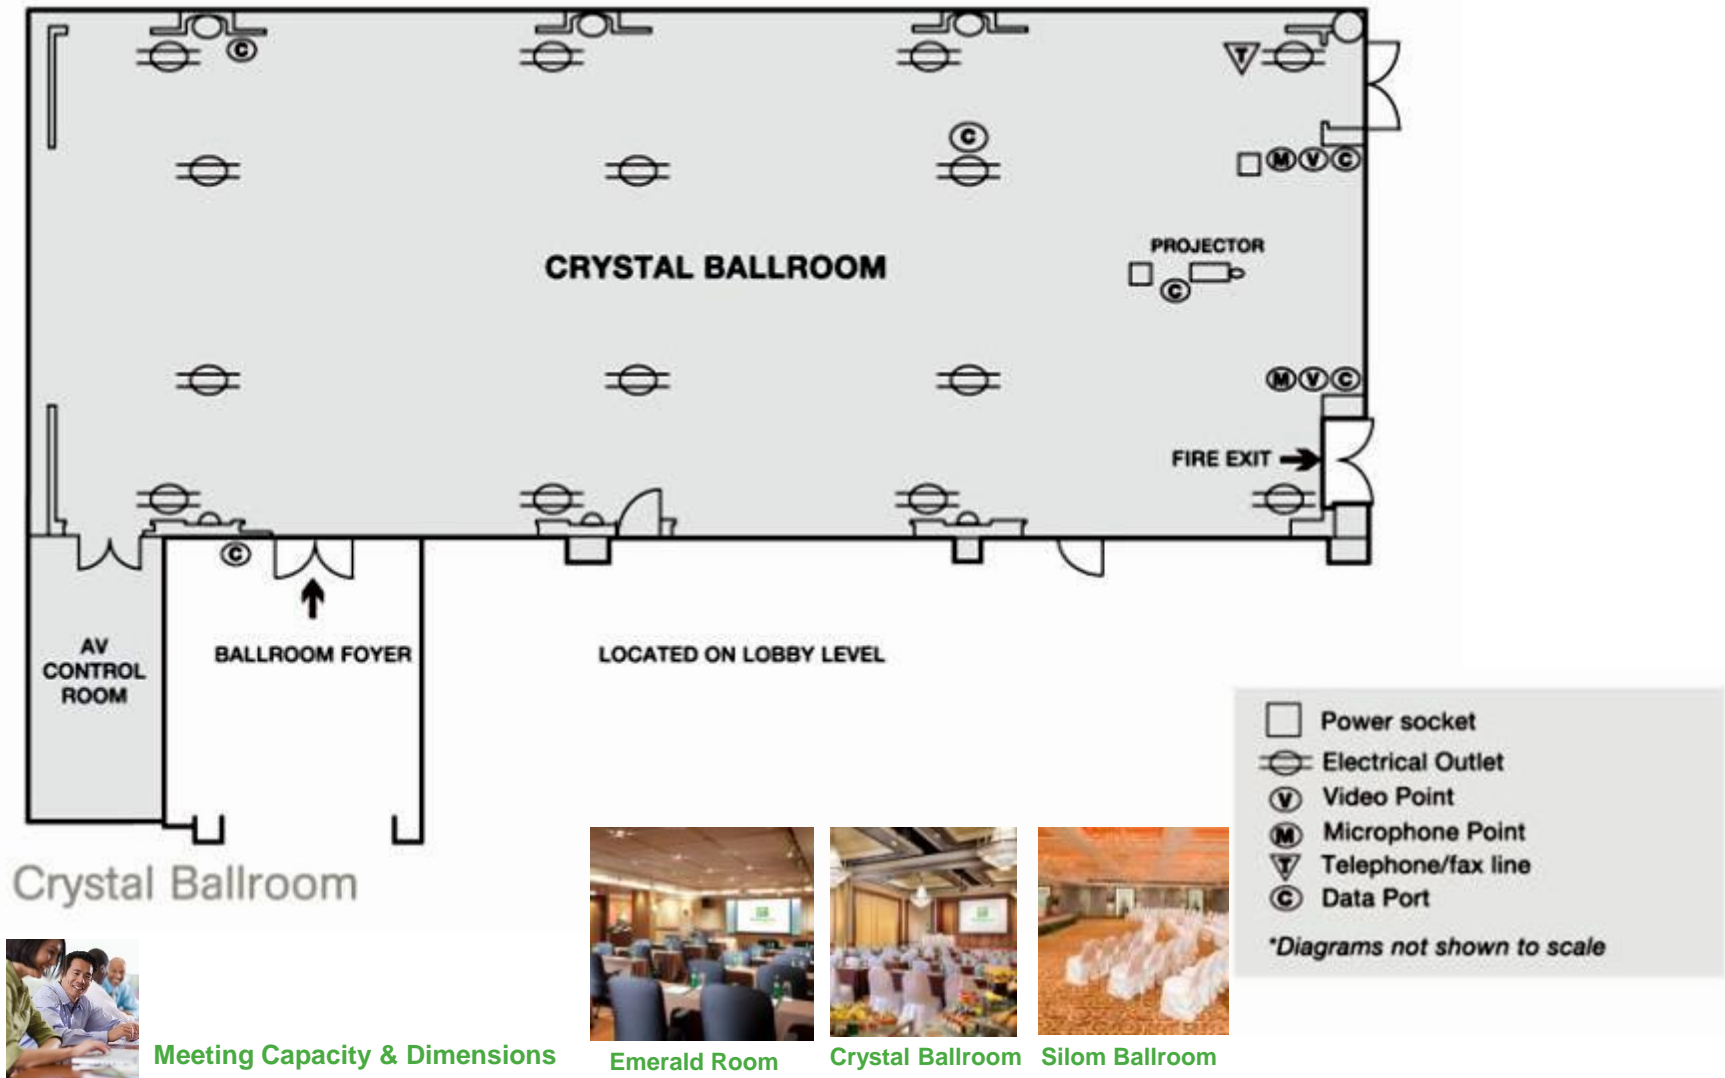 C
T
C
M V C
CRYSTAL BALLROOM
PROJECTOR
C
M V C
FIRE EXIT
C
AV
CONTROL
ROOM
BALLROOM FOYER
LOCATED ON LOBBY LEVEL
Power socket
Electrical Outlet
V Video Point
M Microphone Point
T Telephone/fax line
C Data Port
*Diagrams not shown to scale
Crystal Ballroom
Meeting Capacity & Dimensions
Emerald Room
Crystal Ballroom
Silom Ballroom